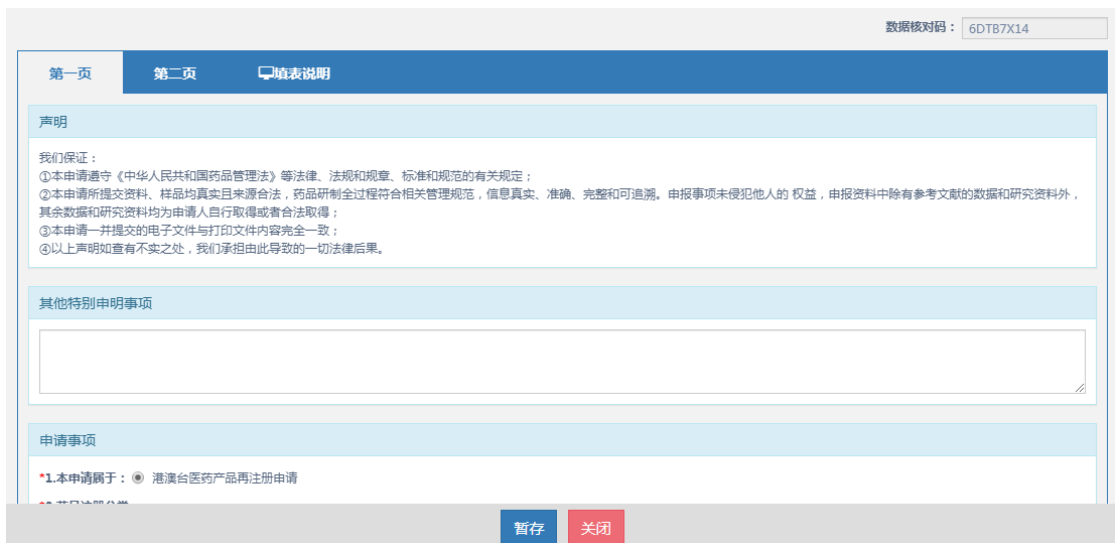 数据核对码： 6DTB7X14
第一页 第二页 填表说明
声明
我们保证：
①本申请遵守《中华人民共和国药品管理法》等法律、法规和规章、标准和规范的有关规定；
②本申请所提交资料、样品均真实且来源合法，药品研制全过程符合相关管理规范，信息真实、准确、完整和可追溯。申报事项未侵犯他人的 权益，申报资料中除有参考文献的数据和研究资料外，
其余数据和研究资料均为申请人自行取得或者合法取得；
③本申请一并提交的电子文件与打印文件内容完全一致；
④以上声明如查有不实之处，我们承担由此导致的一切法律后果。
其他特别申明事项
申请事项
*1.本申请属于： 港澳台医药产品再注册申请
暂存 关闭